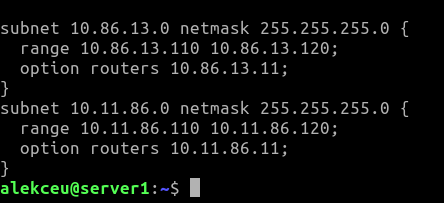 subnet 10.86.13.0 netmask 255.255.255.0 {
  range 10.86.13.110 10.86.13.120;
  option routers 10.86.13.11;
}
subnet 10.11.86.0 netmask 255.255.255.0 {
  range 10.11.86.110 10.11.86.120;
  option routers 10.11.86.11;
}
alekceu@server1:~$